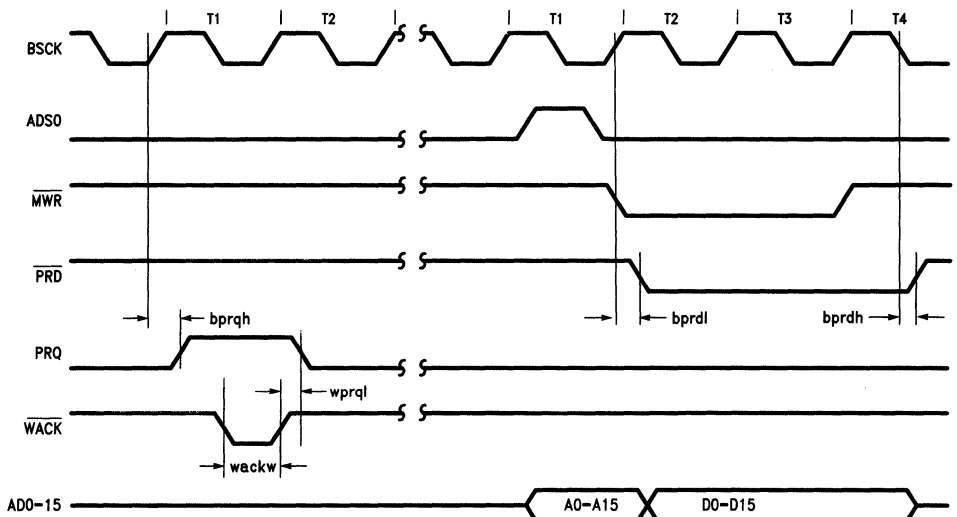 T1 T2 T1 T2 T3 T4
BSCK
ADS0
MWR
PRD
bprqh bprdl bprdh
PRQ
wprql
WACK
wackw
AD0-15 A0-A15 D0-D15